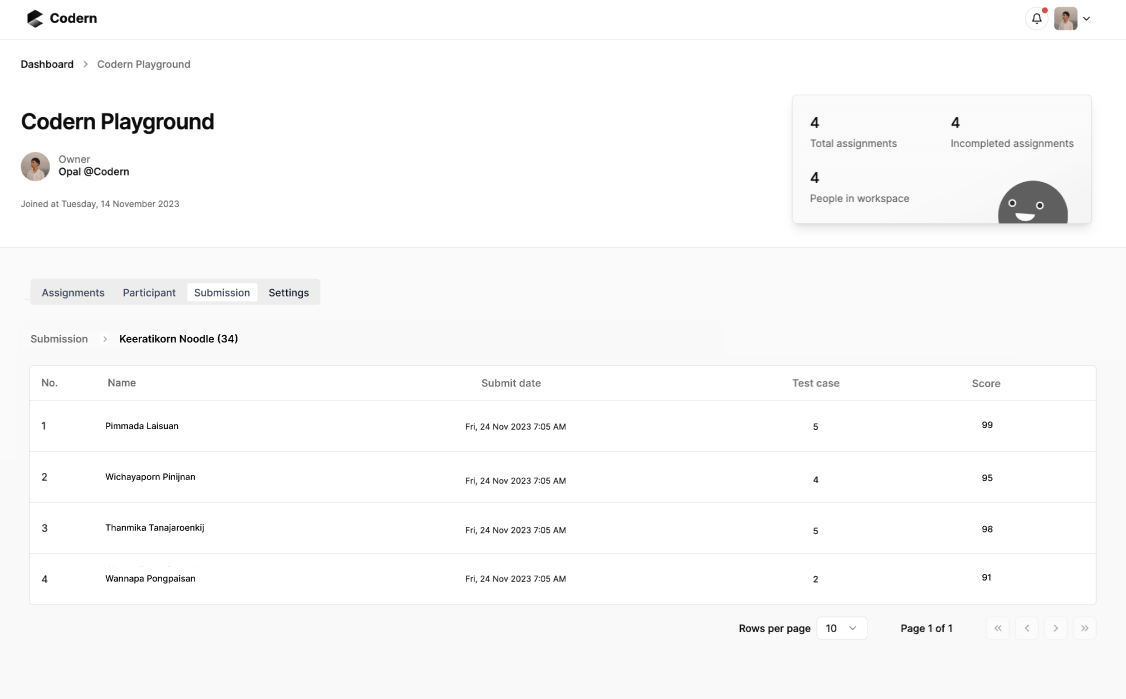 Codern
Dashboard > Codern Playground
Codern Playground
Owner
Opal @Codern
Joined at Tuesday, 14 November 2023
4 4
Total assignments Incompleted assignments
4
People in workspace
Assignments Participant Submission Settings
Submission > Keeratikorn Noodle (34)
No. Name Submit date Test case Score
1 Pimmada Laisuan Fri, 24 Nov 2023 7:05 AM 5 99
2 Wichayaporn Pinijnan Fri, 24 Nov 2023 7:05 AM 4 95
3 Thanmika Tanajaroenkij Fri, 24 Nov 2023 7:05 AM 5 98
4 Wannapa Pongpaisan Fri, 24 Nov 2023 7:05 AM 2 91
Rows per page 10 Page 1 of 1